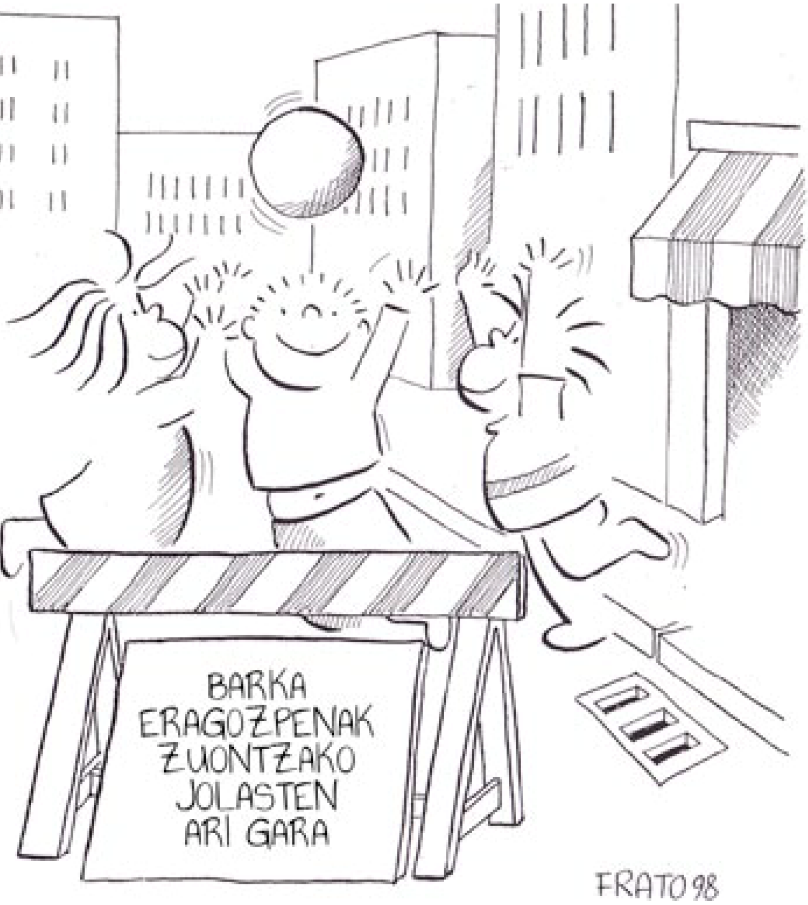 BARKA
ERAGOZPENAK
ZUONTZAKO
JOLASTEN
ARI GARA
FRATO 98